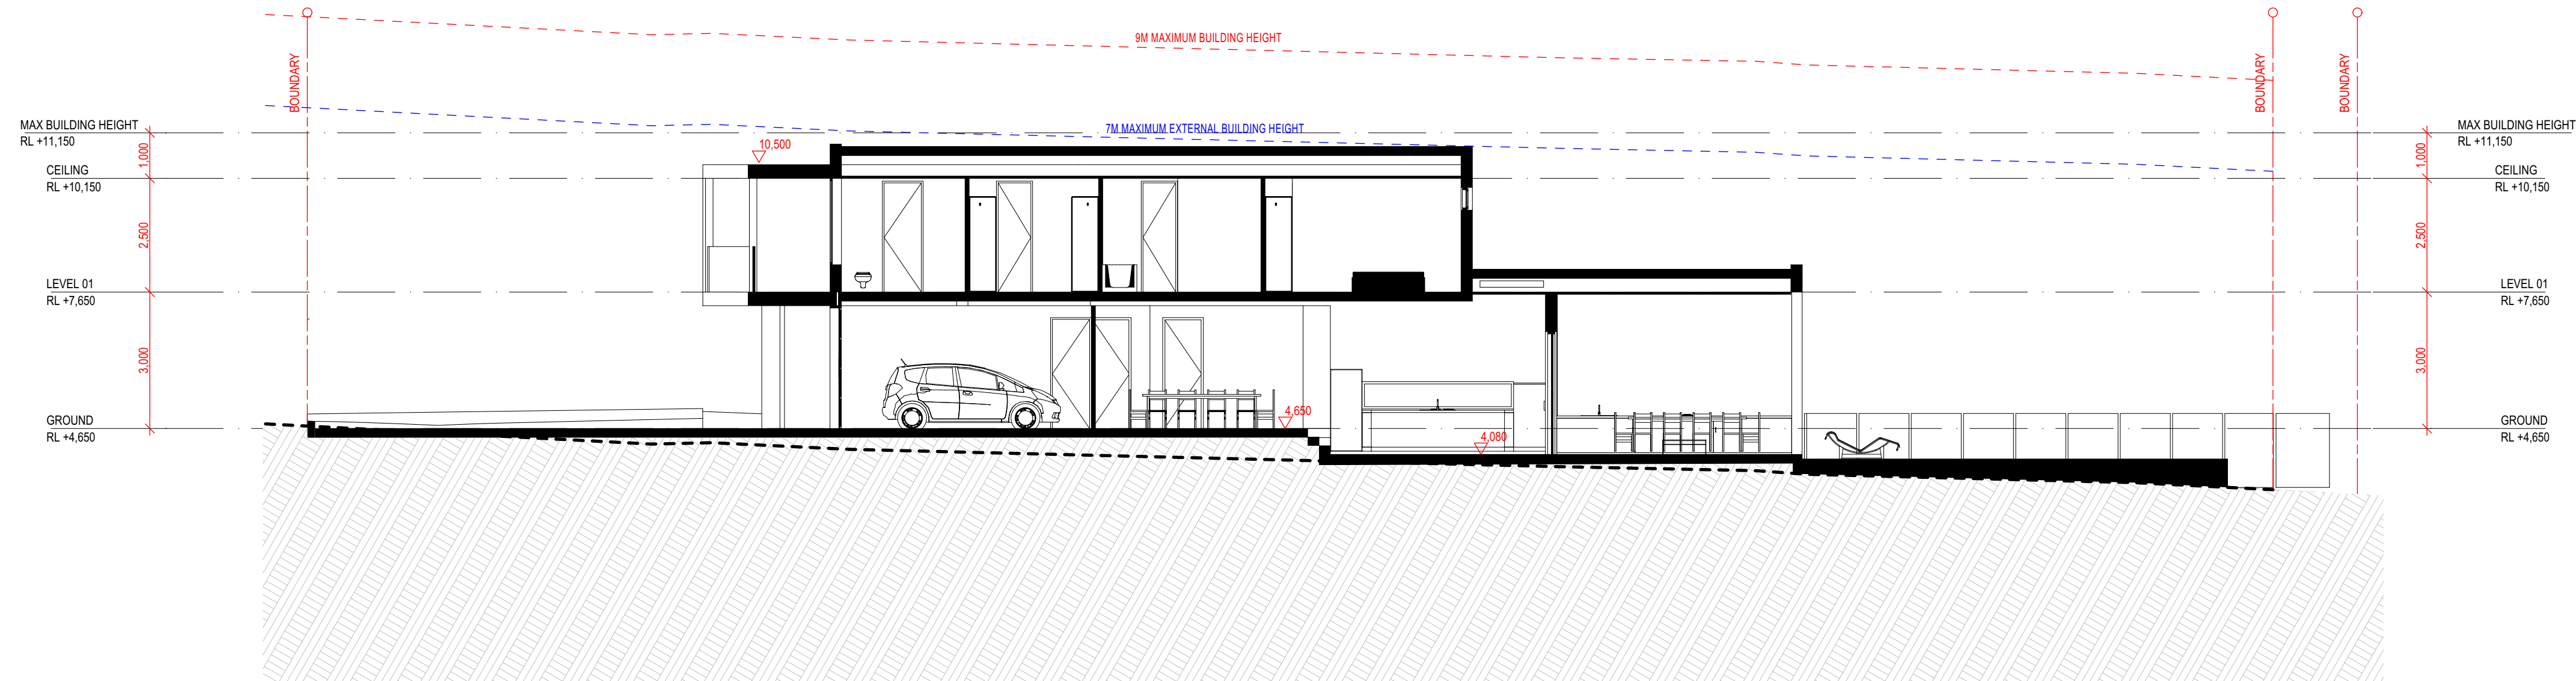 9M MAXIMUM BUILDING HEIGHT
BOUNDARY
BOUNDARY
BOUNDARY
7M MAXIMUM EXTERNAL BUILDING HEIGHT
MAX BUILDING HEIGHT
RL +11,150
1,000
CEILING
RL +10,150
2,500
LEVEL 01
RL +7,650
3,000
GROUND
RL +4,650
10,500
4,650
4,080
MAX BUILDING HEIGHT
RL +11,150
1,000
CEILING
RL +10,150
2,500
LEVEL 01
RL +7,650
3,000
GROUND
RL +4,650